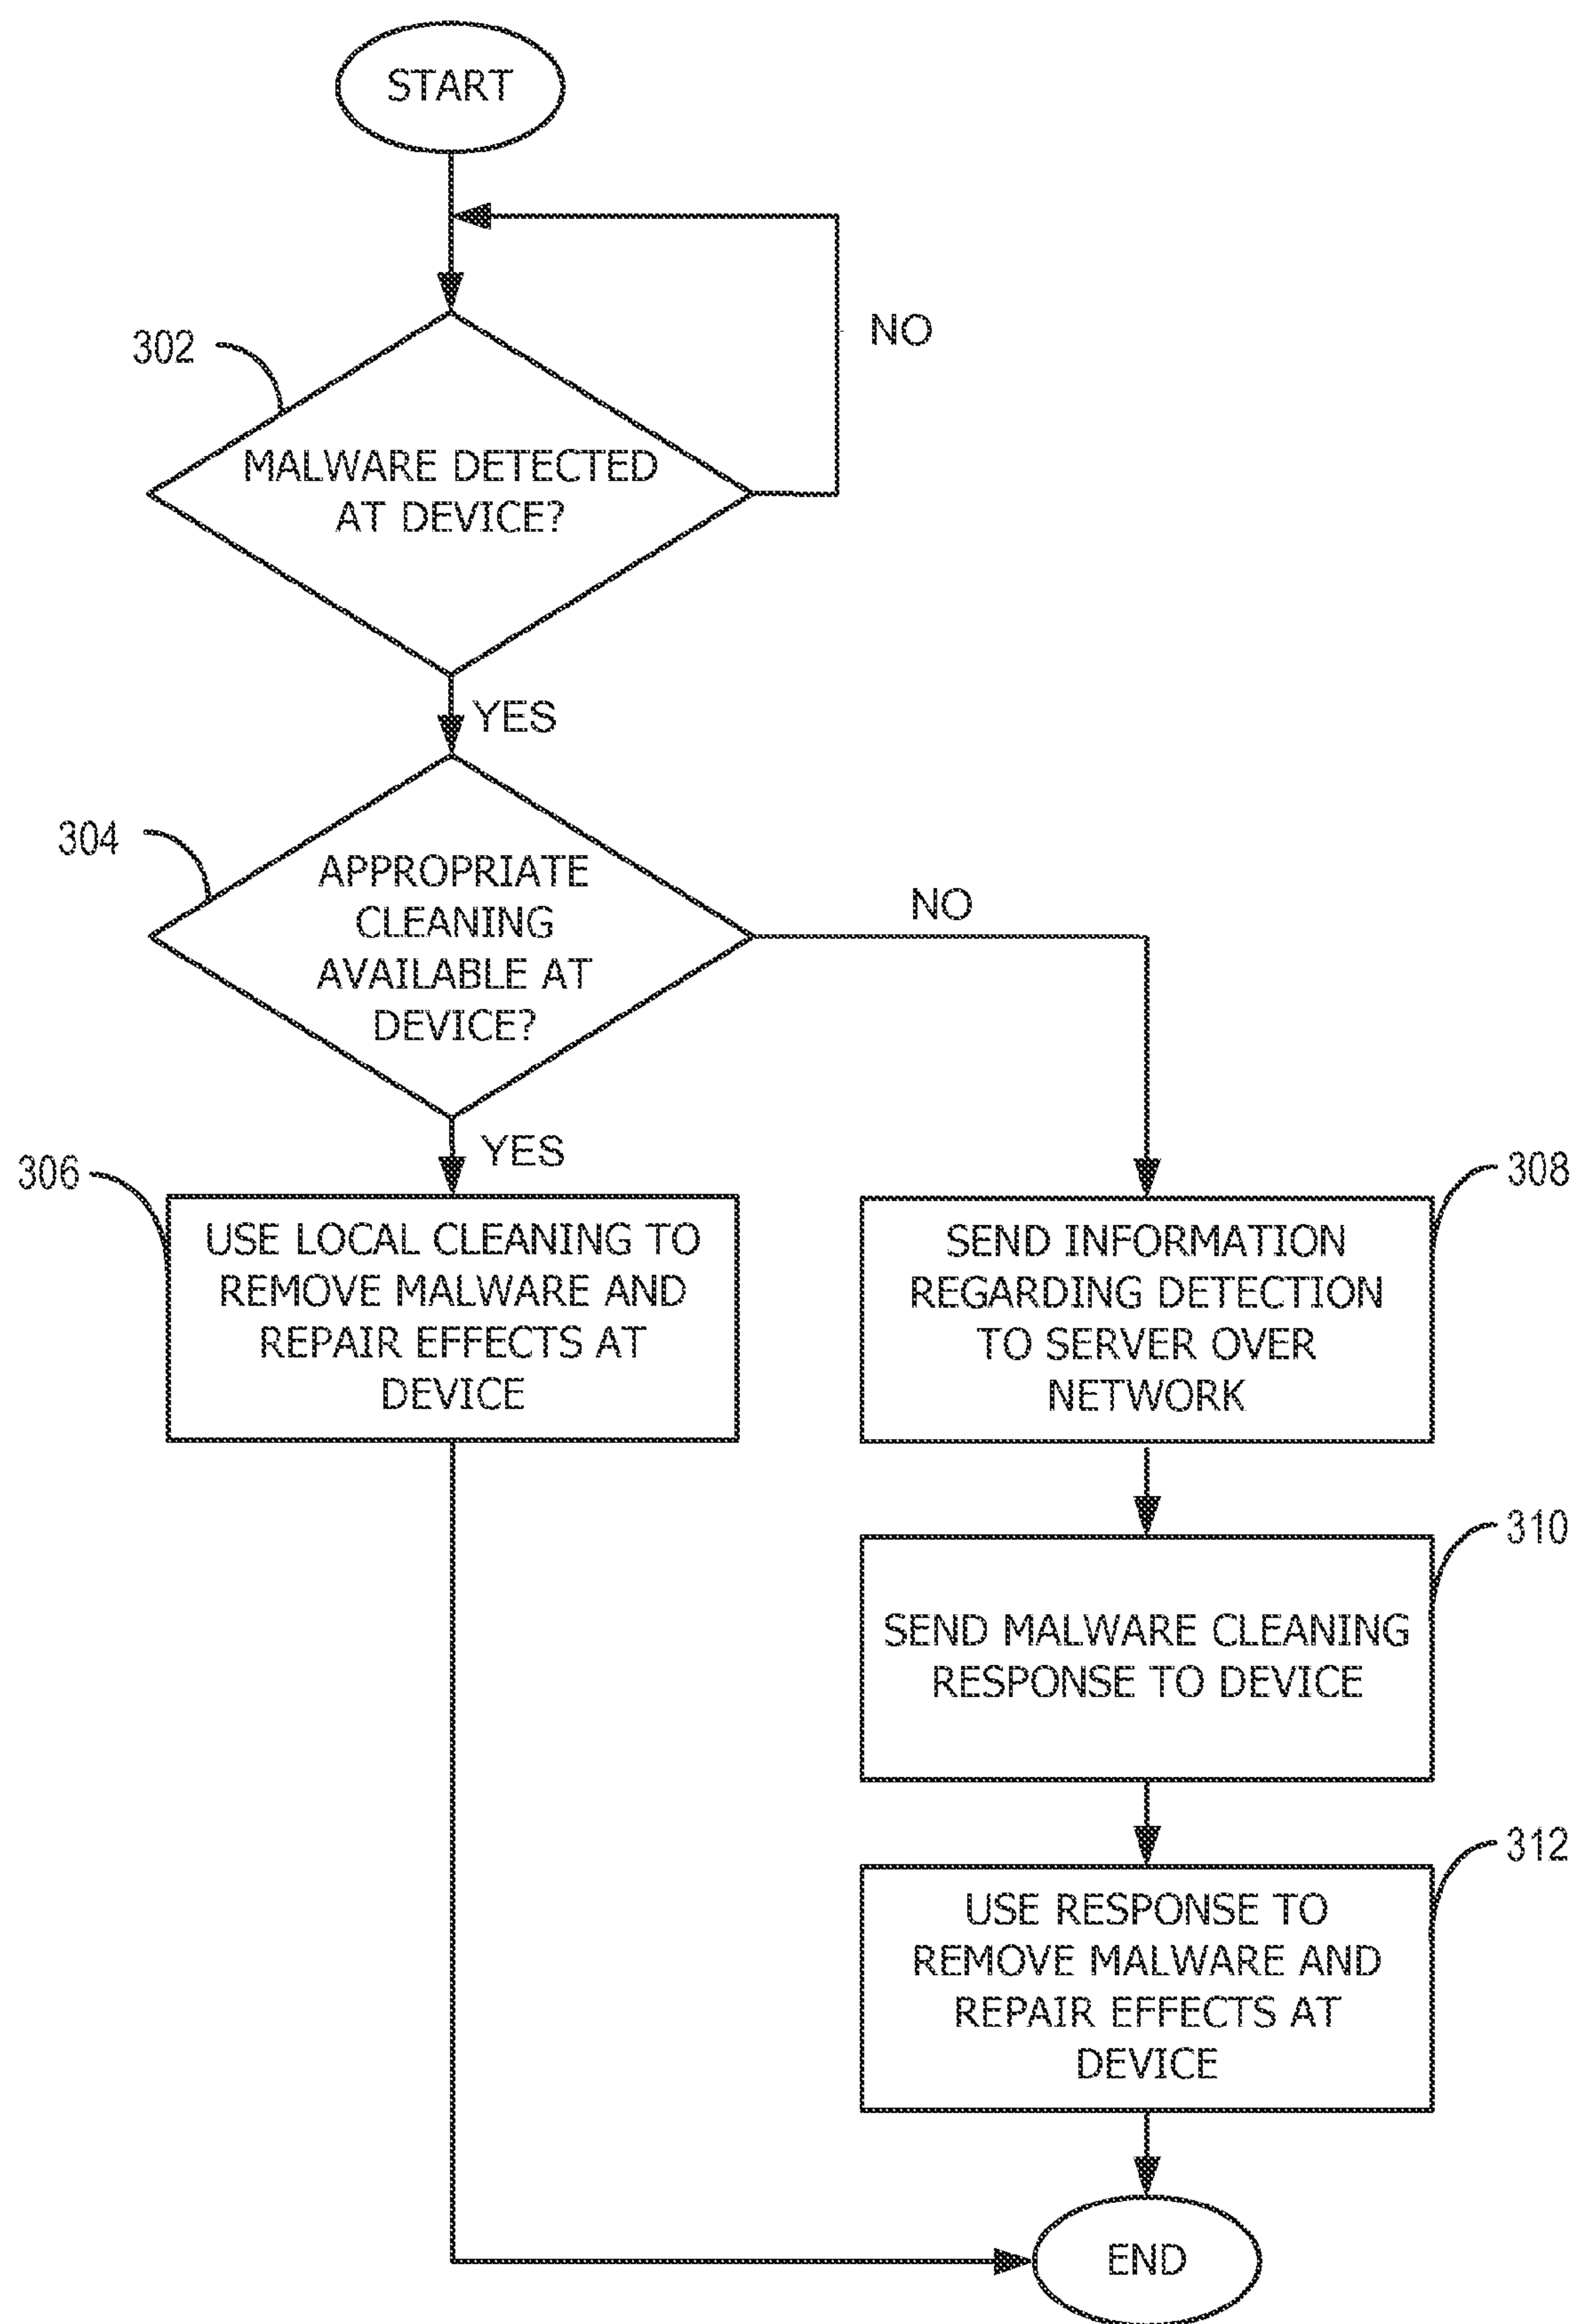 START
NO
302
MALWARE DETECTED
AT DEVICE?
YES
304
APPROPRIATE
CLEANING
AVAILABLE AT
DEVICE?
NO
YES
306
USE LOCAL CLEANING TO
REMOVE MALWARE AND
REPAIR EFFECTS AT
DEVICE
308
SEND INFORMATION
REGARDING DETECTION
TO SERVER OVER
NETWORK
310
SEND MALWARE CLEANING
RESPONSE TO DEVICE
312
USE RESPONSE TO
REMOVE MALWARE AND
REPAIR EFFECTS AT
DEVICE
END